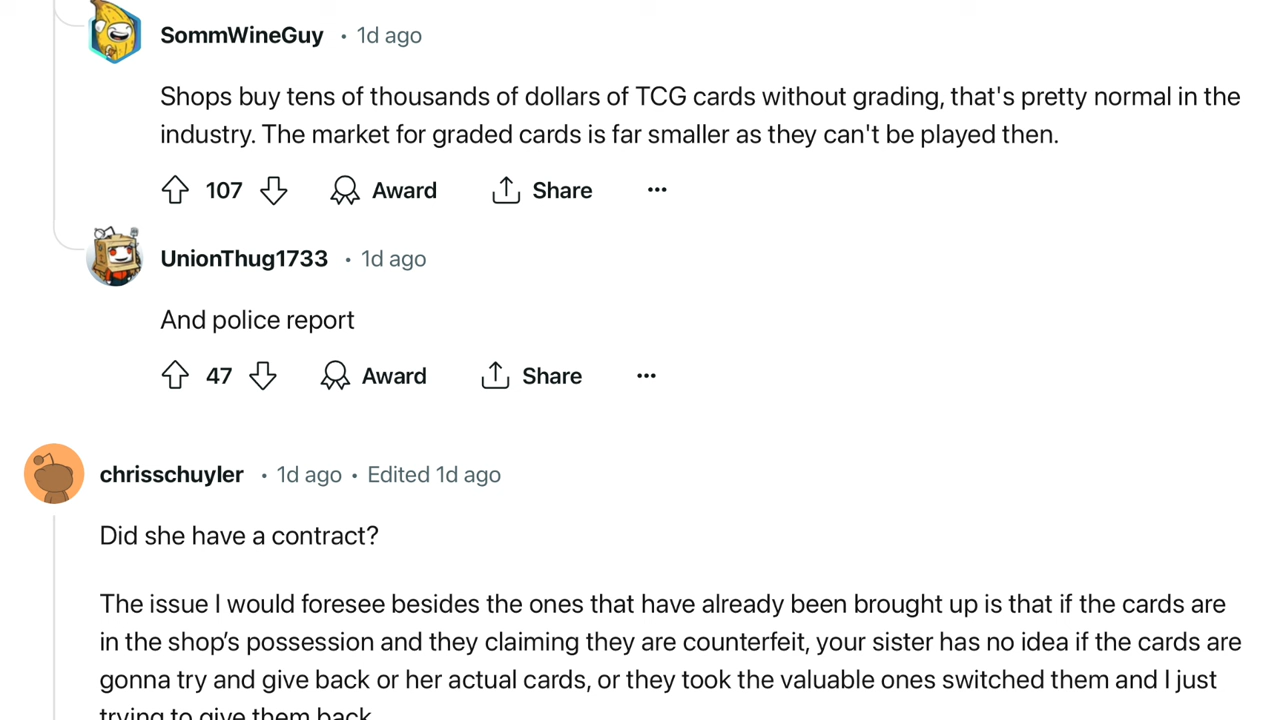 SommWineGuy • 1d ago
Shops buy tens of thousands of dollars of TCG cards without grading, that's pretty normal in the
industry. The market for graded cards is far smaller as they can't be played then.
107 Award Share ...
UnionThug1733 • 1d ago
And police report
47 Award Share ...
chrisschuyler • 1d ago • Edited 1d ago
Did she have a contract?
The issue I would foresee besides the ones that have already been brought up is that if the cards are
in the shop’s possession and they claiming they are counterfeit, your sister has no idea if the cards are
gonna try and give back or her actual cards, or they took the valuable ones switched them and I just
trying to give them back